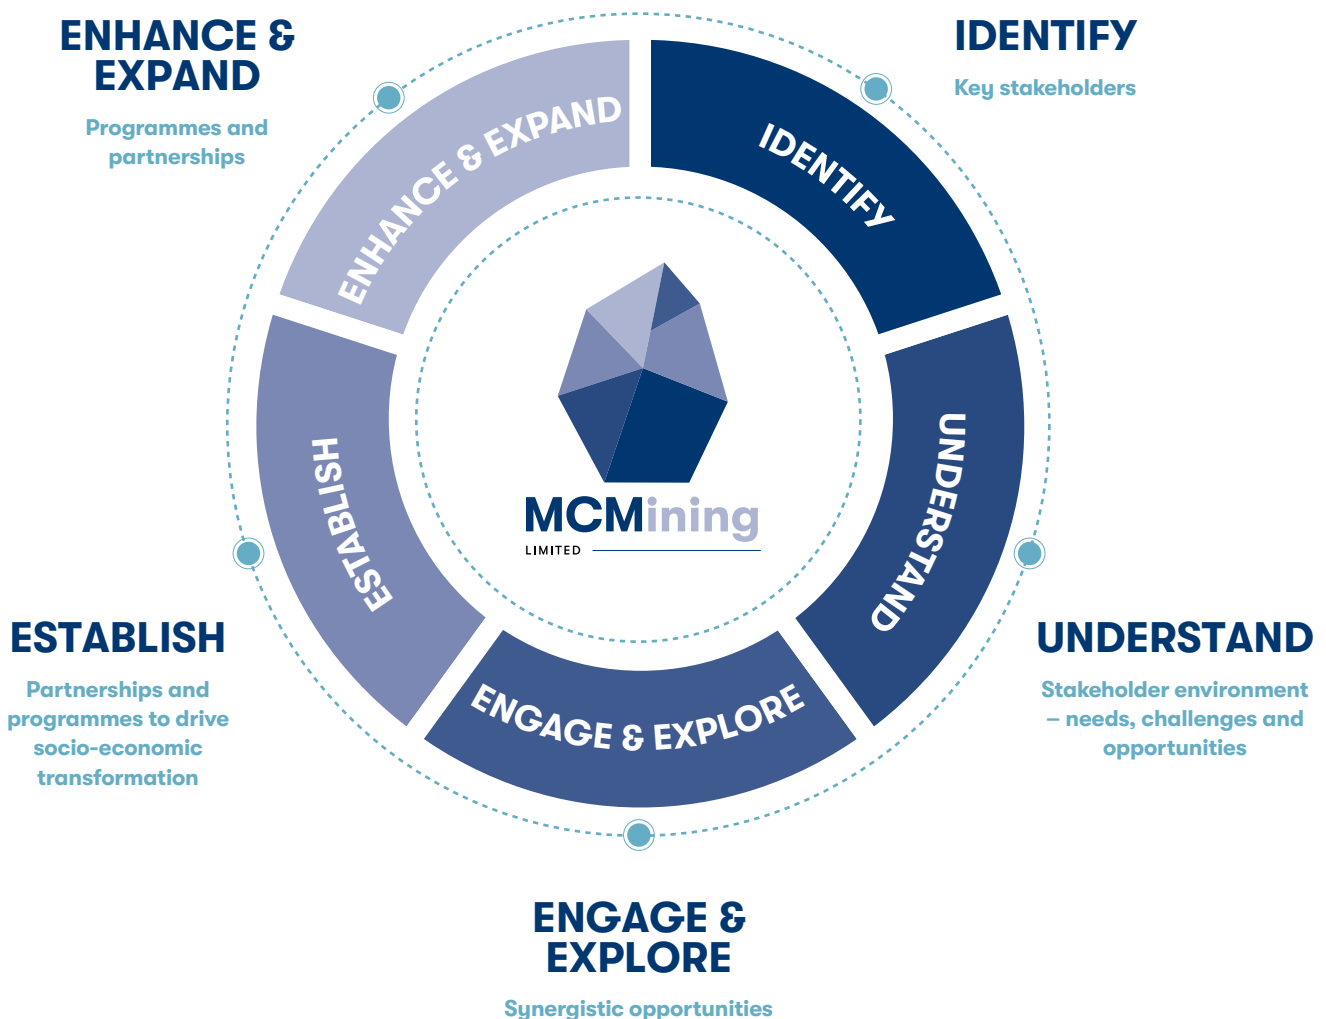 ENHANCE &
EXPAND
Programmes and
partnerships
IDENTIFY
Key stakeholders
ENHANCE & EXPAND
IDENTIFY
ESTABLISH
UNDERSTAND
ENGAGE & EXPLORE
MCMining
LIMITED
ESTABLISH
Partnerships and
programmes to drive
socio-economic
transformation
UNDERSTAND
Stakeholder environment
– needs, challenges and
opportunities
ENGAGE &
EXPLORE
Synergistic opportunities